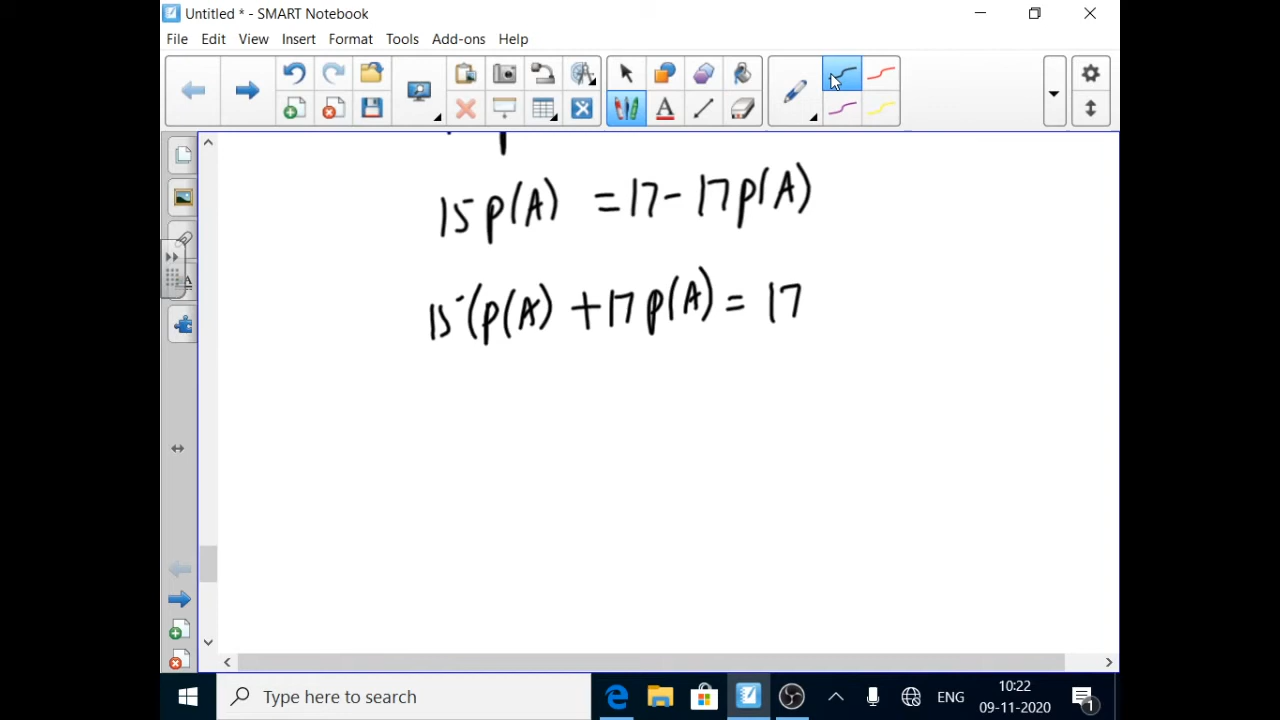 Untitled * - SMART Notebook
File Edit View Insert Format Tools Add-ons Help
15 p(A) = 17 - 17 p(A)
15 (p(A) + 17 p(A) = 17
Type here to search
ENG
10:22
09-11-2020
1